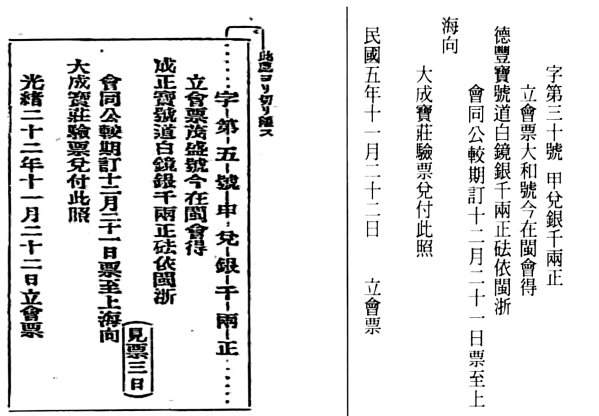 字第三十號 甲兌銀千兩正
立會票大和號今在閩會得
德豐寶號道白鏡銀千兩正砝依閩浙
會同公較期訂十二月二十一日票至上
海向
大成寶莊驗票兌付此照
民國五年十一月二十二日 立會票
此處ヨリ切リ離ス
字第五號申兌銀千兩正
立會票茂盛號今在閩會得
成正寶號道白鏡銀千兩正砝依閩浙
會同公較期訂十二月二十一日票至上海向
見票三日
大成寶莊驗票兌付此照
光緒二十二年十一月二十二日立會票